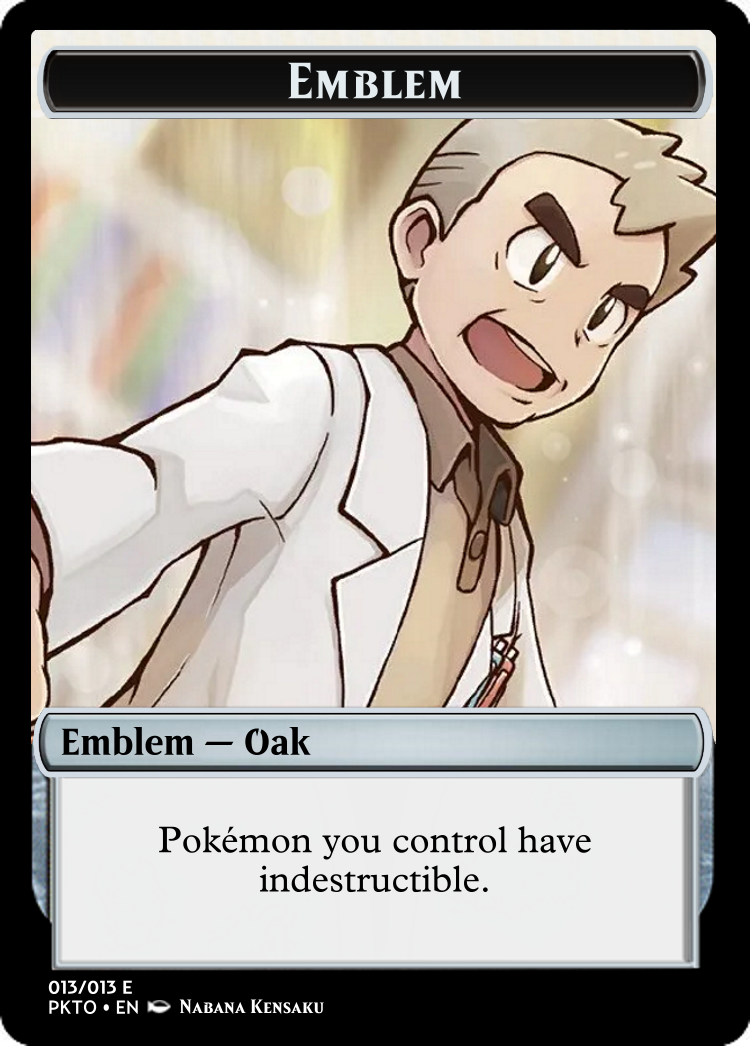 Emblem
Emblem — Oak
Pokémon you control have
indestructible.
013/013 E
PKTO • EN Nabana Kensaku